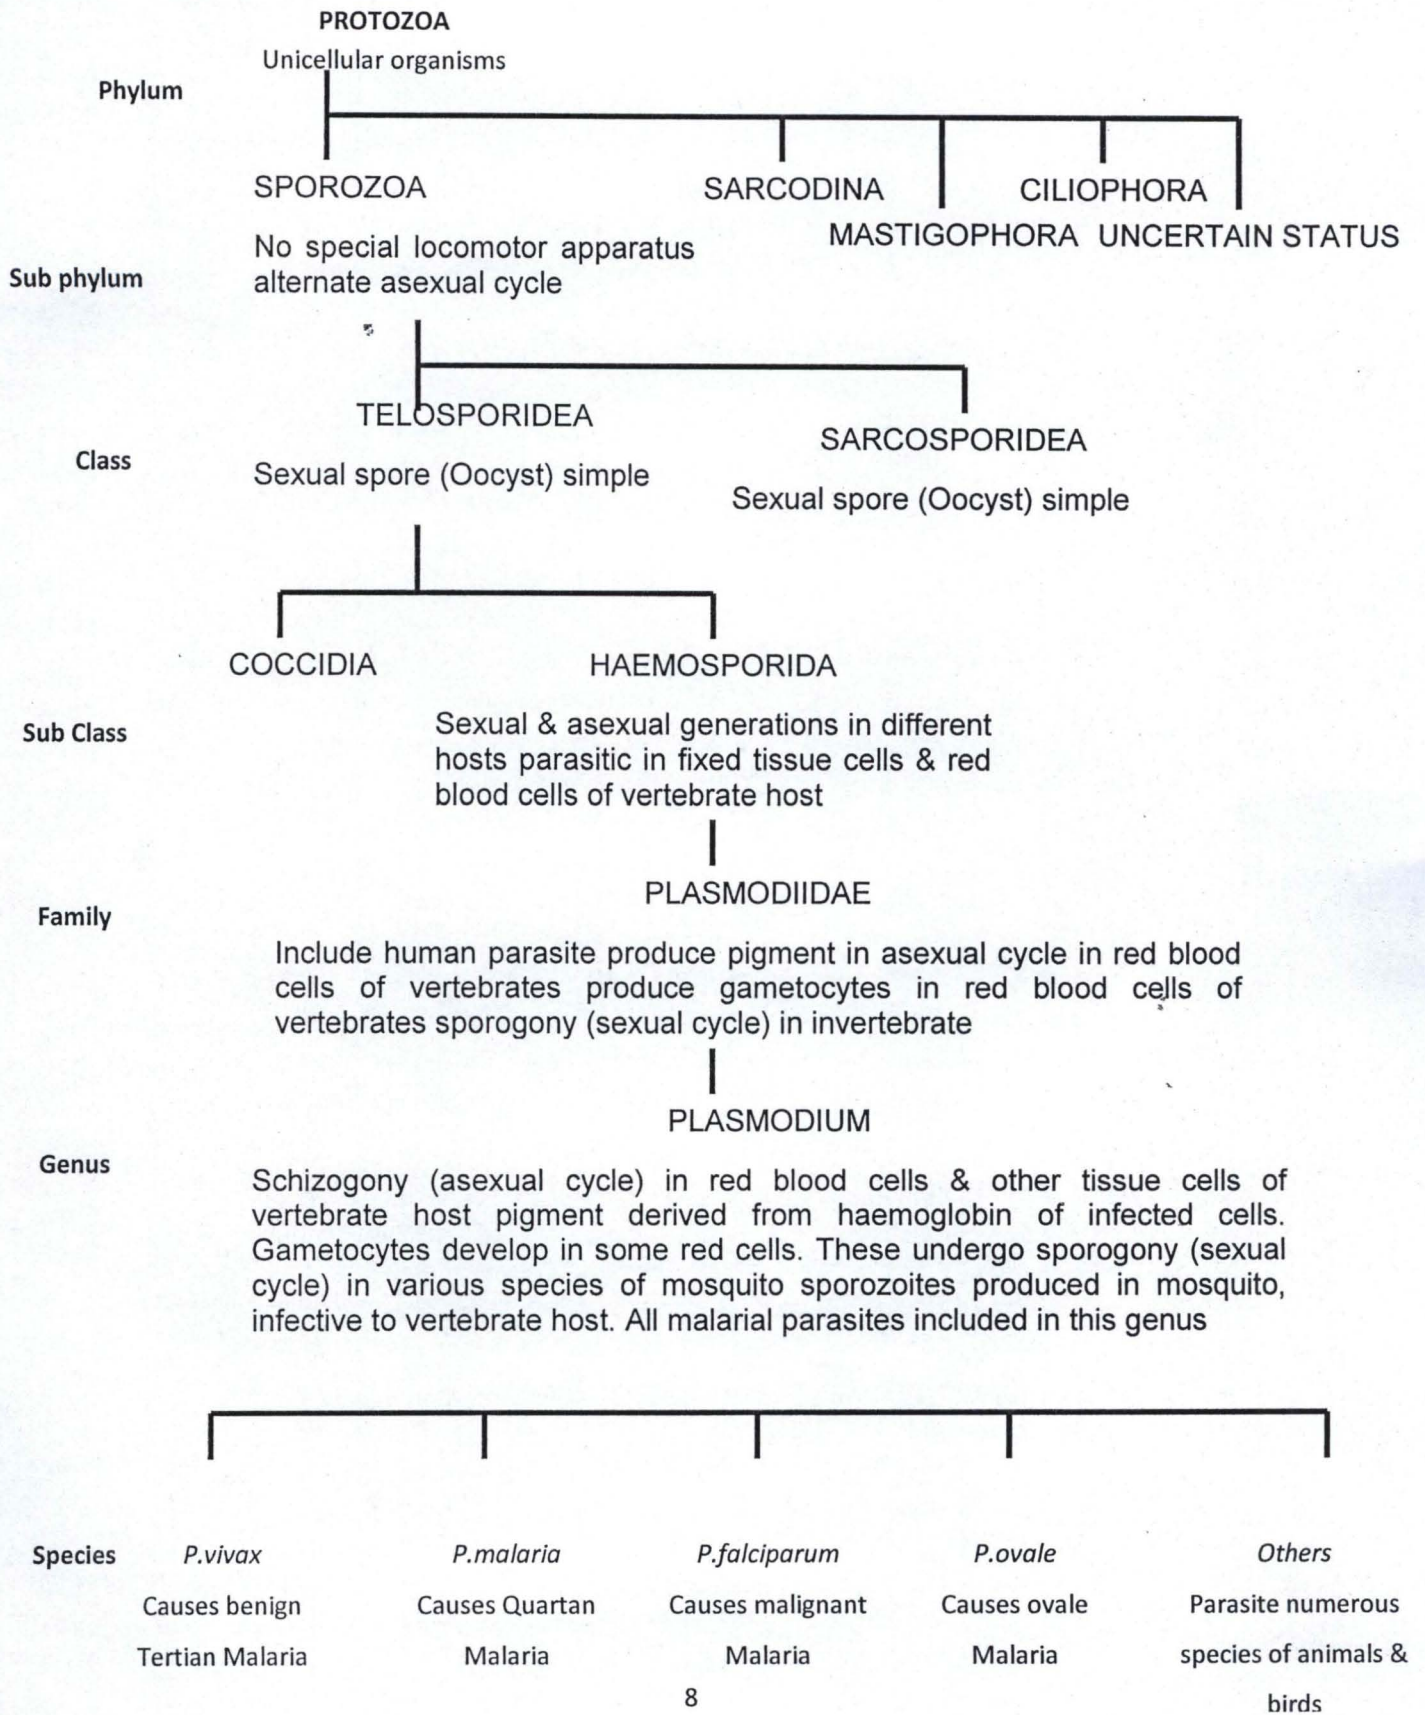 PROTOZOA
Unicellular organisms
Phylum
SPOROZOA
SARCODINA
CILIOPHORA
MASTIGOPHORA
UNCERTAIN STATUS
No special locomotor apparatus
alternate asexual cycle
Sub phylum
TELOSPORIDEA
SARCOSPORIDEA
Class
Sexual spore (Oocyst) simple
Sexual spore (Oocyst) simple
COCCIDIA
HAEMOSPORIDA
Sub Class
Sexual & asexual generations in different
hosts parasitic in fixed tissue cells & red
blood cells of vertebrate host
PLASMODIIDAE
Family
Include human parasite produce pigment in asexual cycle in red blood
cells of vertebrates produce gametocytes in red blood cells of
vertebrates sporogony (sexual cycle) in invertebrate
PLASMODIUM
Genus
Schizogony (asexual cycle) in red blood cells & other tissue cells of
vertebrate host pigment derived from haemoglobin of infected cells.
Gametocytes develop in some red cells. These undergo sporogony (sexual
cycle) in various species of mosquito sporozoites produced in mosquito,
infective to vertebrate host. All malarial parasites included in this genus
Species
P.vivax
Causes benign
Tertian Malaria
P.malaria
Causes Quartan
Malaria
P.falciparum
Causes malignant
Malaria
P.ovale
Causes ovale
Malaria
Others
Parasite numerous
species of animals &
birds
8